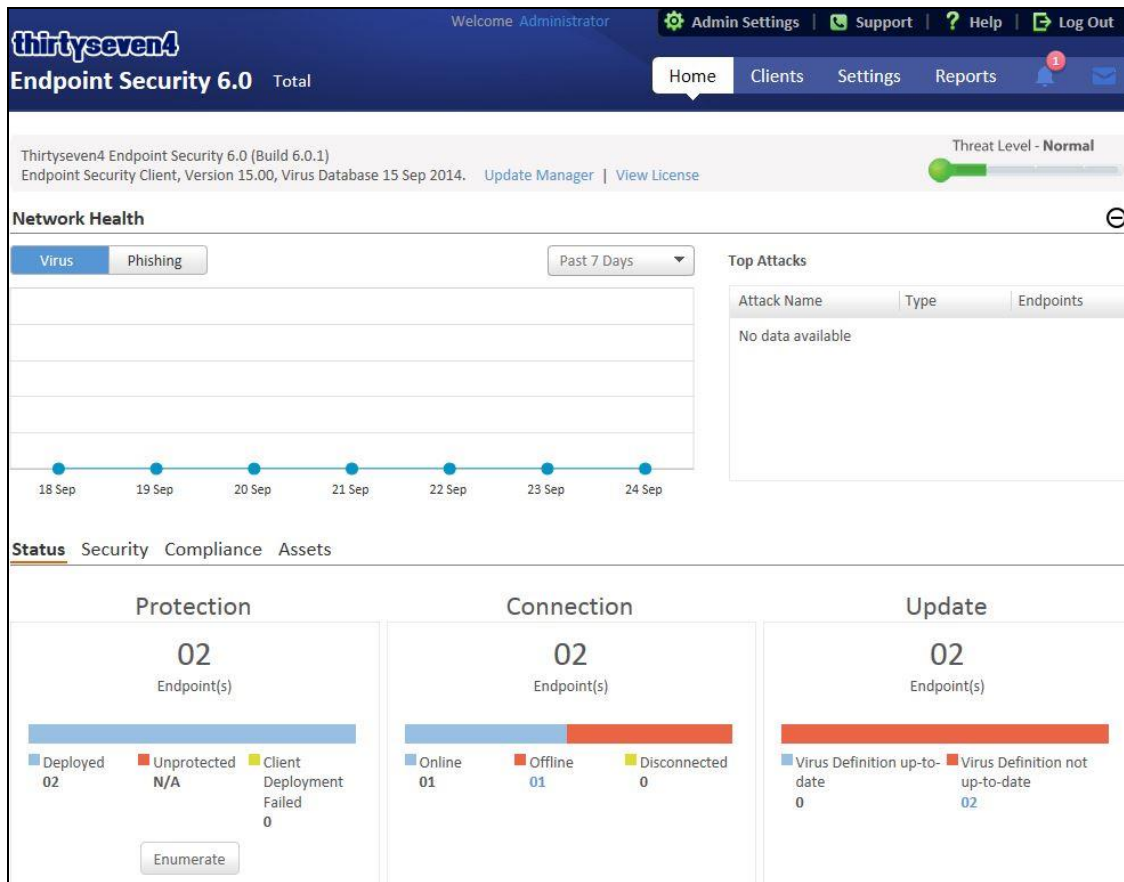 Welcome Administrator
Admin Settings | Support | ? Help | Log Out
thirtyseven4
Endpoint Security 6.0 Total
Home Clients Settings Reports 1
Thirtyseven4 Endpoint Security 6.0 (Build 6.0.1)
Endpoint Security Client, Version 15.00, Virus Database 15 Sep 2014. Update Manager | View License
Threat Level - Normal
Network Health
Virus Phishing Past 7 Days
18 Sep 19 Sep 20 Sep 21 Sep 22 Sep 23 Sep 24 Sep
Top Attacks
Attack Name Type Endpoints
No data available
Status Security Compliance Assets
Protection
02
Endpoint(s)
Deployed
02
Unprotected
N/A
Client
Deployment
Failed
0
Enumerate
Connection
02
Endpoint(s)
Online
01
Offline
01
Disconnected
0
Update
02
Endpoint(s)
Virus Definition up-to-
date
0
Virus Definition not
up-to-date
02